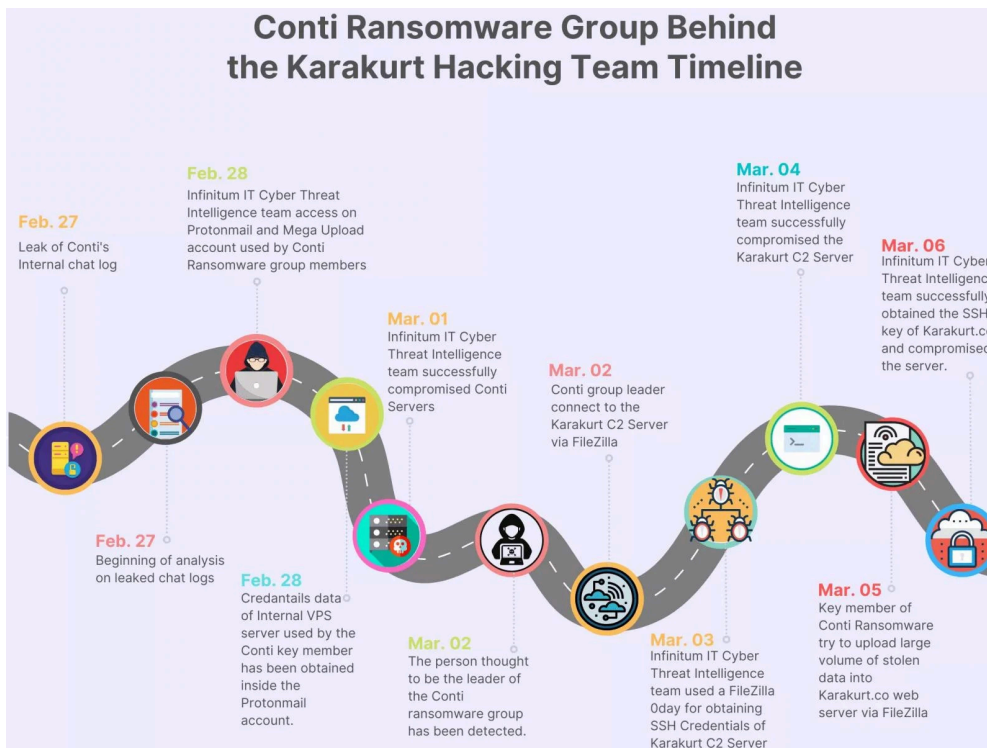 Conti Ransomware Group Behind
the Karakurt Hacking Team Timeline
Feb. 27
Leak of Conti's
Internal chat log
Feb. 27
Beginning of analysis
on leaked chat logs
Feb. 28
Infinitum IT Cyber Threat
Intelligence team access on
Protonmail and Mega Upload
account used by Conti
Ransomware group members
Feb. 28
Credantails data
of Internal VPS
server used by the
Conti key member
has been obtained
inside the
Protonmail
account.
Mar. 01
Infinitum IT Cyber
Threat Intelligence
team successfully
compromised Conti
Servers
Mar. 02
The person thought
to be the leader of
the Conti
ransomware group
has been detected.
Mar. 02
Conti group leader
connect to the
Karakurt C2 Server
via FileZilla
Mar. 03
Infinitum IT Cyber
Threat Intelligence
team used a FileZilla
0day for obtaining
SSH Credentials of
Karakurt C2 Server
Mar. 04
Infinitum IT Cyber
Threat Intelligence
team successfully
compromised the
Karakurt C2 Server
Mar. 05
Key member of
Conti Ransomware
try to upload large
volume of stolen
data into
Karakurt.co web
server via FileZilla
Mar. 06
Infinitum IT Cyber
Threat Intelligenc
team successfully
obtained the SSH
key of Karakurt.co
and compromised
the server.